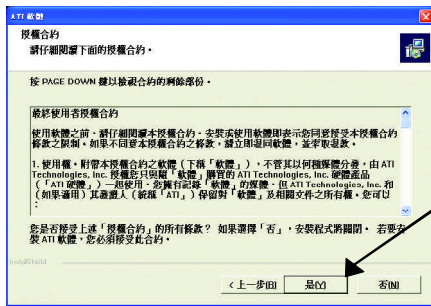 ATI 軟體
授權合約
請仔細閱讀下面的授權合約。
按 PAGE DOWN 鍵以檢視合約的剩餘部份。
最終使用者授權合約
使用軟體之前，請仔細閱讀本授權合約。安裝或使用軟體即表示您同意接受本授權合約
條款之限制。如果不同意本授權合約之條款，請立即退回軟體，並索取退款。
1. 使用權。附帶本授權合約之軟體（下稱「軟體」），不管其以何種媒體分發，由 ATI
Technologies, Inc. 授權您只與隨「軟體」購買的 ATI Technologies, Inc. 硬體產品
（「ATI 硬體」）一起使用。您擁有記錄「軟體」的媒體，但 ATI Technologies, Inc. 和
（如果適用）其簽證人（統稱「ATI」）保留對「軟體」及相關文件之所有權。您可以
：
您是否接受上述「授權合約」的所有條款？ 如果選擇「否」，安裝程式將關閉。 若要安
裝 ATI 軟體，您必須接受此合約。
InstallShield
< 上一步(B) 是(Y) 否(N)